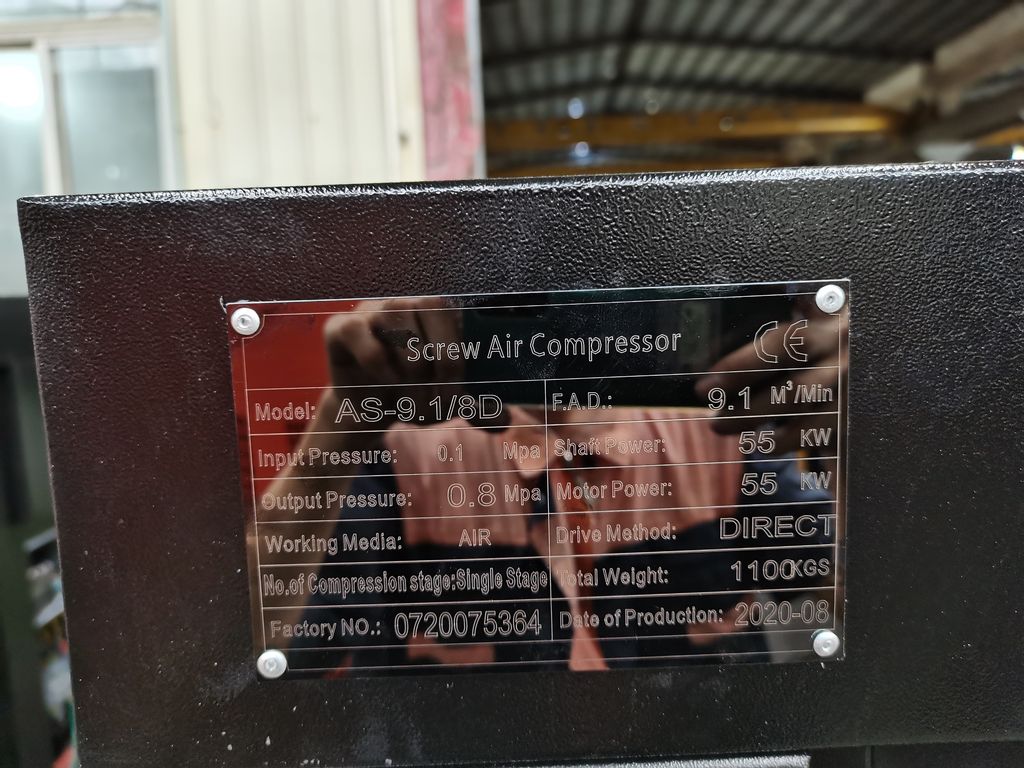 Screw Air Compressor CE
Model: AS-9.1/8D F.A.D.: 9.1 M³/Min
Input Pressure: 0.1 Mpa Shaft Power: 55 KW
Output Pressure: 0.8 Mpa Motor Power: 55 KW
Working Media: AIR Drive Method: DIRECT
No.of Compression stage:Single Stage Total Weight: 1100KGS
Factory NO.: 0720075364 Date of Production: 2020-08